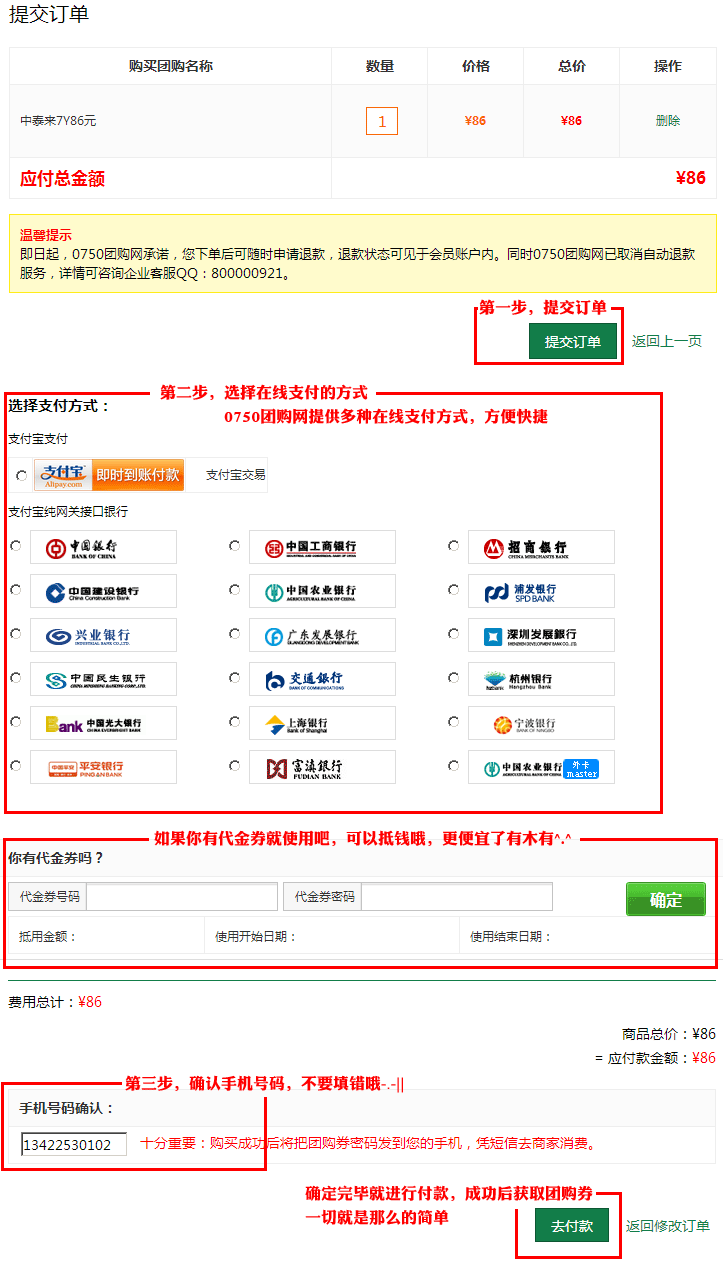 提交订单
购买团购名称 数量 价格 总价 操作
中泰来7Y86元 1 ¥86 ¥86 删除
应付总金额 ¥86
温馨提示
即日起，0750团购网承诺，您下单后可随时申请退款，退款状态可见于会员账户内。同时0750团购网已取消自动退款
服务，详情可咨询企业客服QQ：800000921。
第一步，提交订单
提交订单 返回上一页
第二步，选择在线支付的方式
选择支付方式：
0750团购网提供多种在线支付方式，方便快捷
支付宝支付
支付宝 Alipay.com 即时到账付款 支付宝交易
支付宝纯网关接口银行
中国银行 BANK OF CHINA 中国工商银行 INDUSTRIAL AND COMMERCIAL BANK OF CHINA 招商银行 CHINA MERCHANTS BANK
中国建设银行 China Construction Bank 中国农业银行 AGRICULTURAL BANK OF CHINA 浦发银行 SPD BANK
兴业银行 INDUSTRIAL BANK CO.,LTD. 广东发展银行 GUANGDONG DEVELOPMENT BANK 深圳发展銀行 SHENZHEN DEVELOPMENT BANK CO., LTD.
中国民生银行 CHINA MINSHENG BANKING CORP.,LTD. 交通銀行 BANK OF COMMUNICATIONS 杭州银行 Hangzhou Bank
Bank 中国光大银行 CHINA EVERBRIGHT BANK 上海银行 Bank of Shanghai 宁波银行 BANK OF NINGBO
中国平安 平安银行 PINGAN BANK 富滇銀行 FUDIAN BANK 中国农业银行 AGRICULTURAL BANK OF CHINA 外卡 master
如果你有代金券就使用吧，可以抵钱哦，更便宜了有木有^.^
你有代金券吗？
代金券号码 代金券密码 确定
抵用金额： 使用开始日期： 使用结束日期：
费用总计：¥86
商品总价：¥86
= 应付款金额：¥86
第三步，确认手机号码，不要填错哦-.-||
手机号码确认：
13422530102 十分重要：购买成功后将把团购券密码发到您的手机，凭短信去商家消费。
确定完毕就进行付款，成功后获取团购券
一切就是那么的简单
去付款 返回修改订单